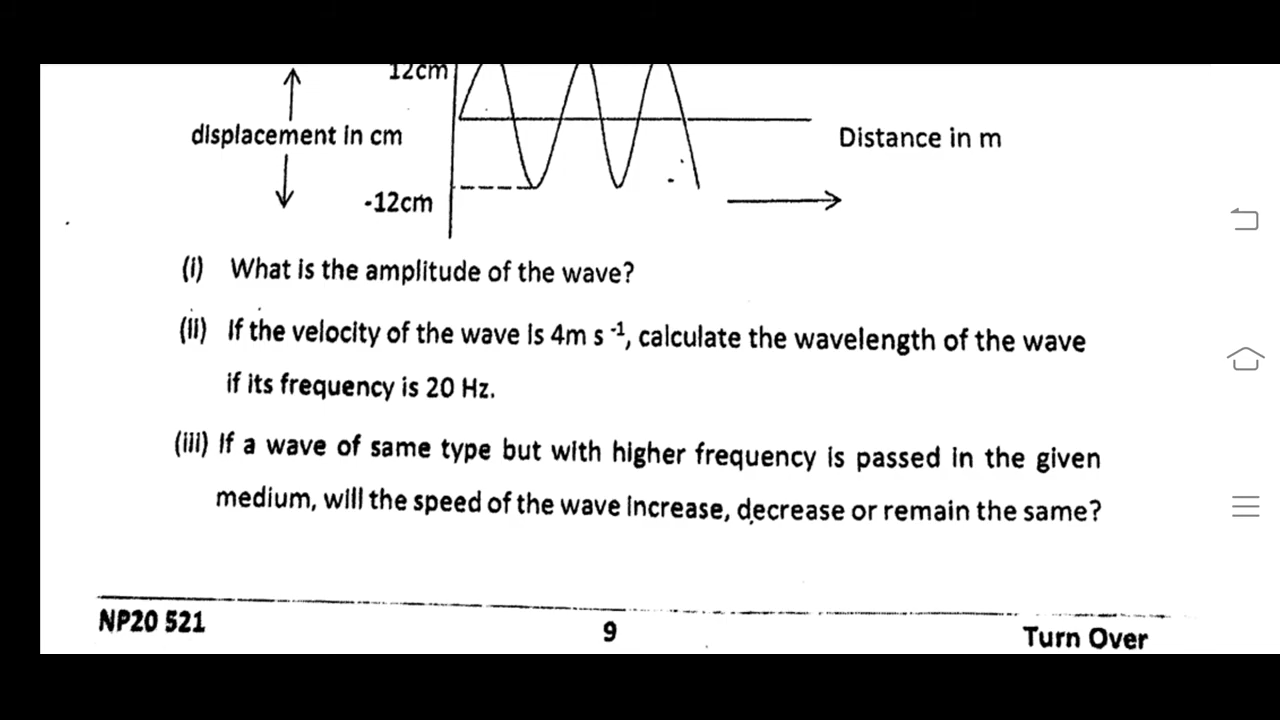 12cm
displacement in cm
Distance in m
-12cm
(i) What is the amplitude of the wave?
(ii) If the velocity of the wave is 4m s⁻¹, calculate the wavelength of the wave
if its frequency is 20 Hz.
(iii) If a wave of same type but with higher frequency is passed in the given
medium, will the speed of the wave increase, decrease or remain the same?
NP20 521
9
Turn Over